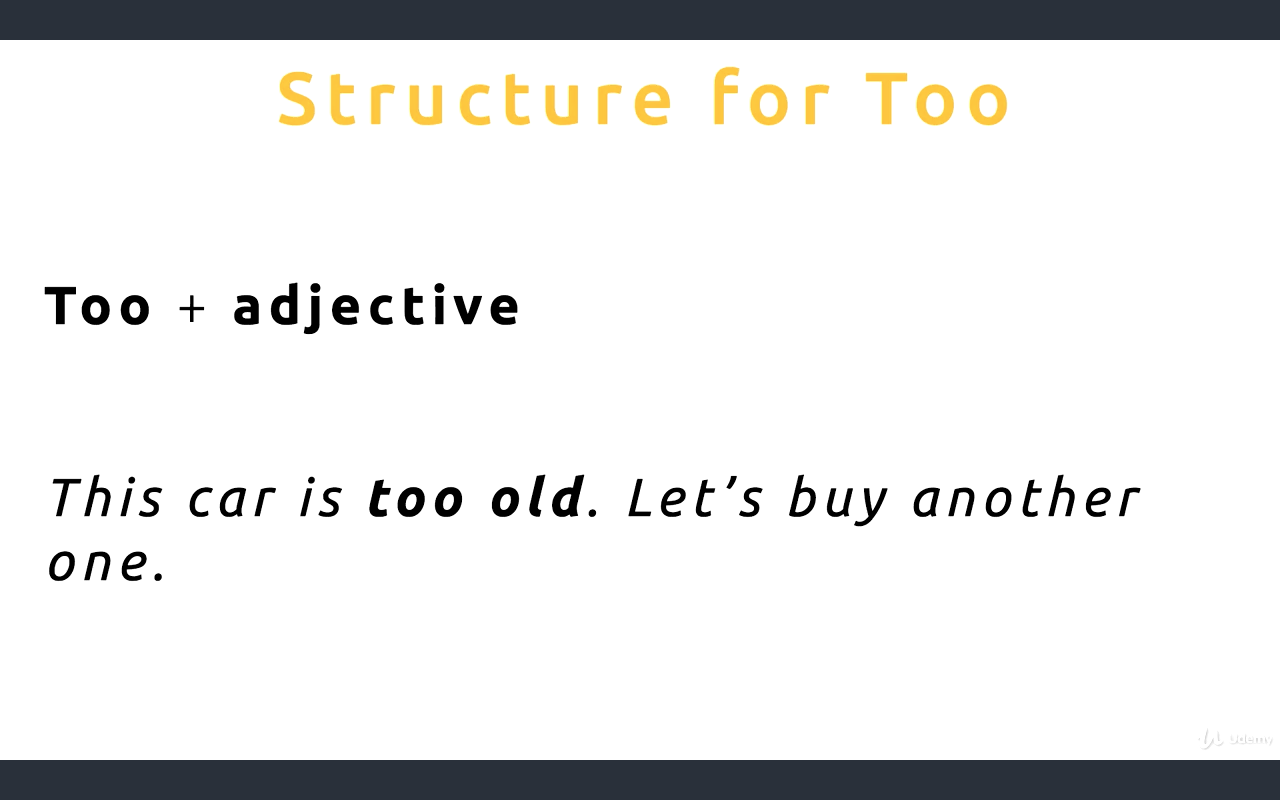 Structure for Too
Too + adjective
This car is too old. Let’s buy another
one.
Udemy